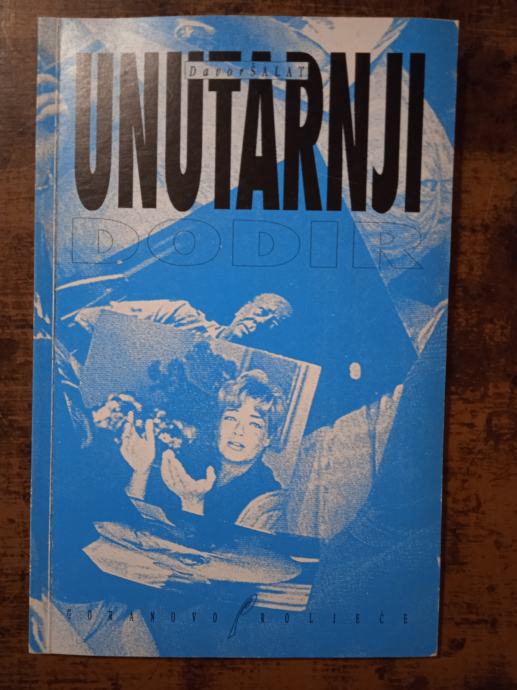 Davor ŠALAT
UNUTARNJI
DODIR
GORANOVO PROLJEĆE